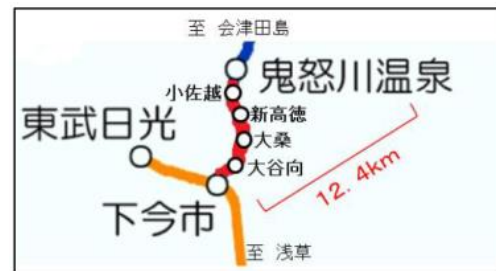 至 会津田島
鬼怒川温泉
小佐越
新高徳
東武日光
大桑
大谷向
12.4km
下今市
至 浅草